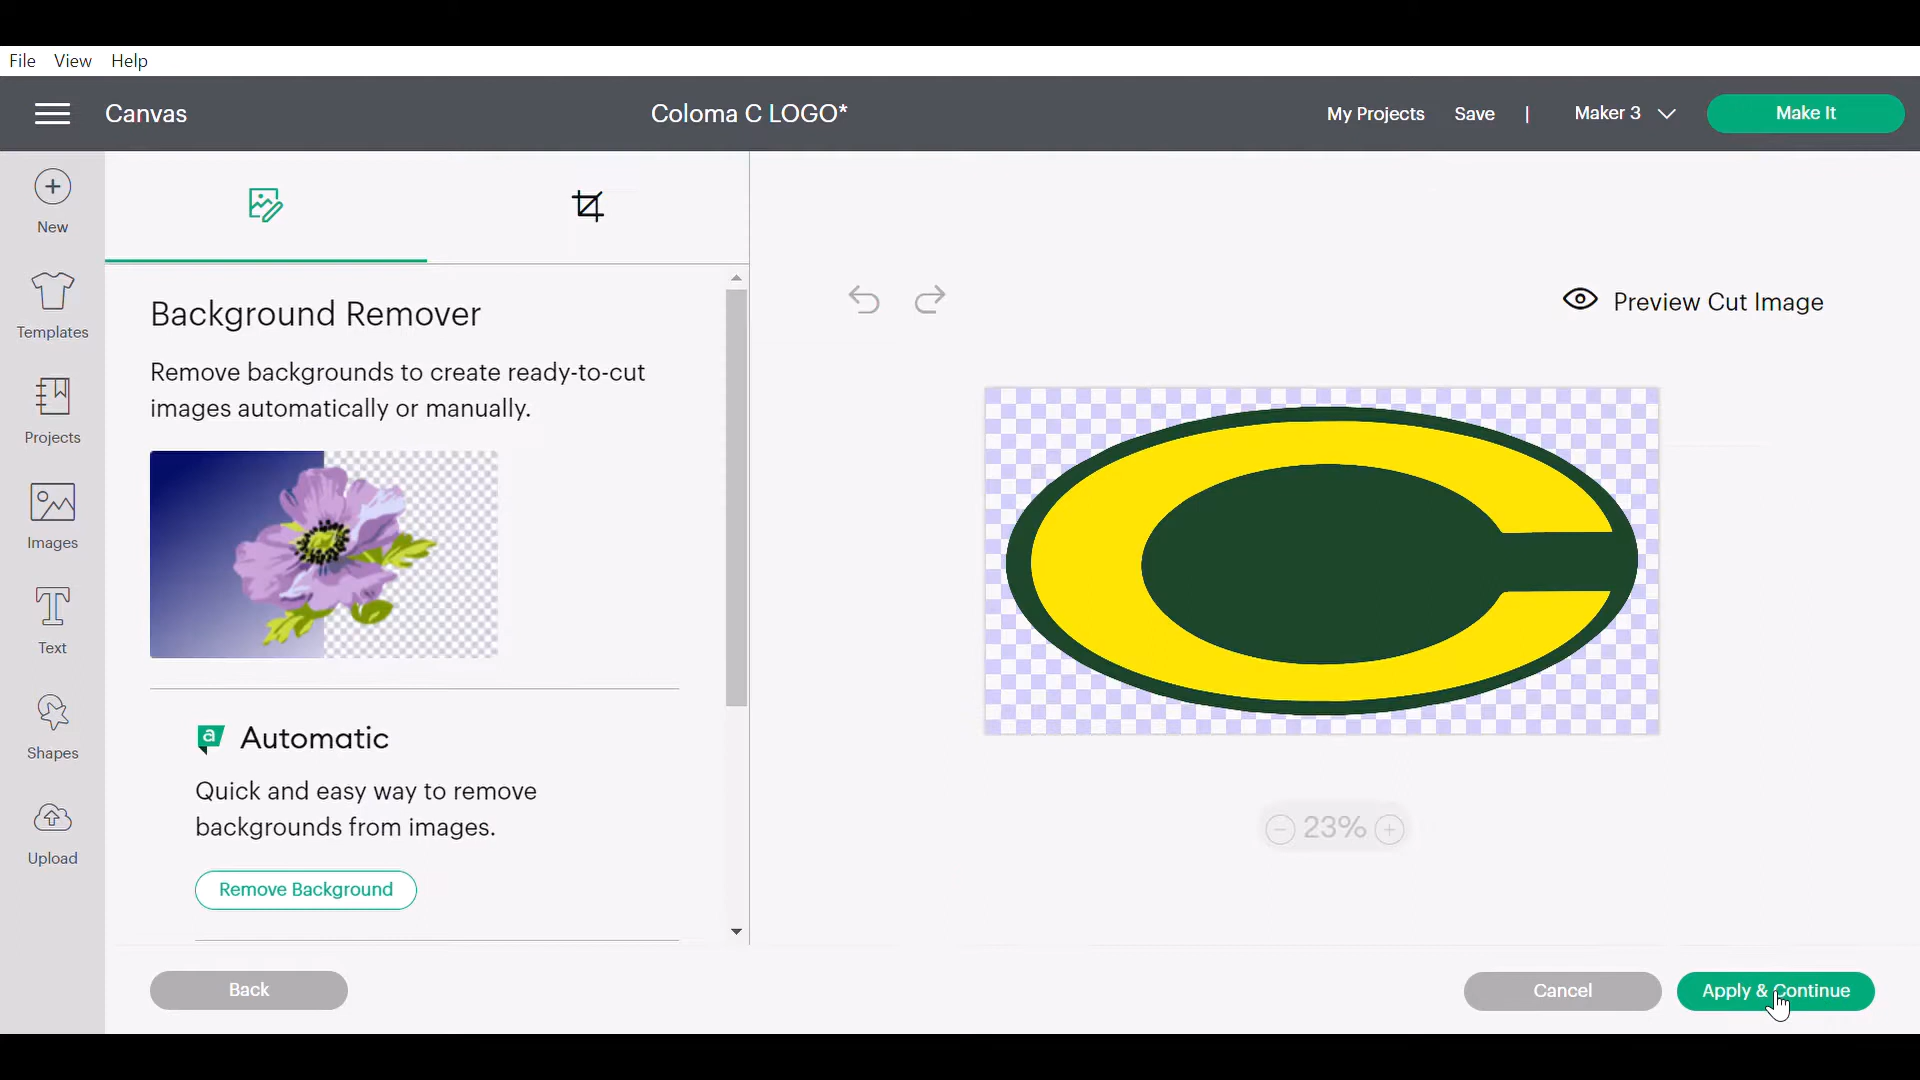 File View Help
Canvas
Coloma C LOGO*
My Projects Save | Maker 3
Make It
New
Templates
Projects
Images
Text
Shapes
Upload
Background Remover
Remove backgrounds to create ready-to-cut
images automatically or manually.
a Automatic
Quick and easy way to remove
backgrounds from images.
Remove Background
Preview Cut Image
23%
Back
Cancel
Apply & Continue